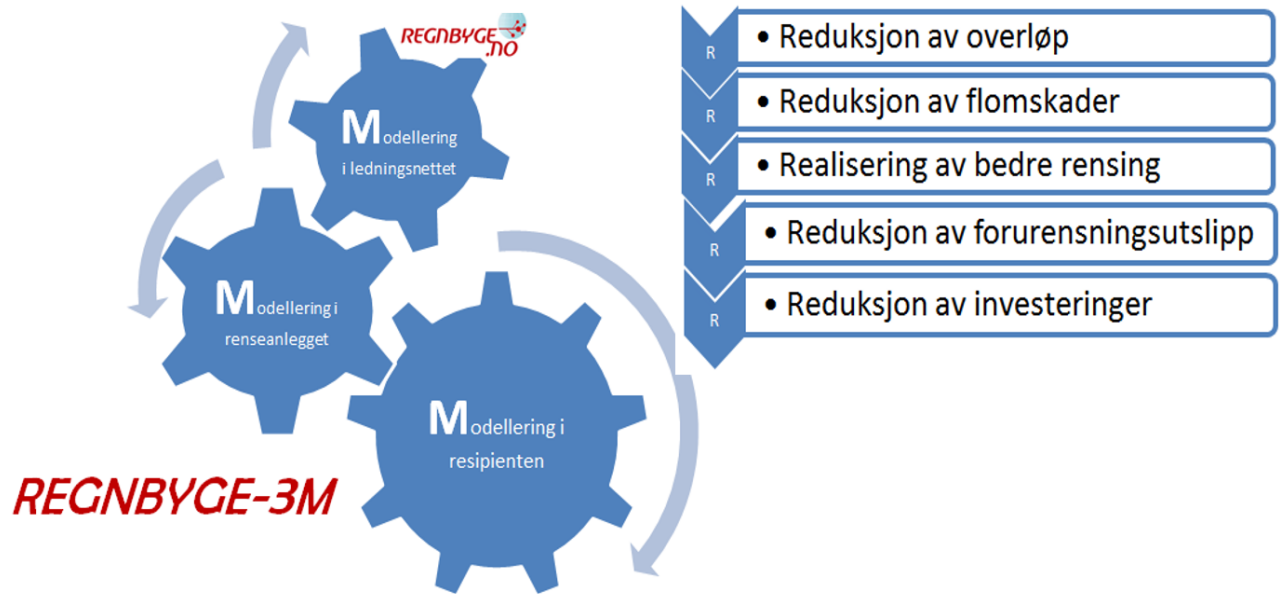 REGNBYGE
.NO
Modellering
i ledningsnettet
Modellering i
renseanlegget
Modellering i
resipienten
REGNBYGE-3M
R
• Reduksjon av overløp
R
• Reduksjon av flomskader
R
• Realisering av bedre rensing
R
• Reduksjon av forurensningsutslipp
R
• Reduksjon av investeringer